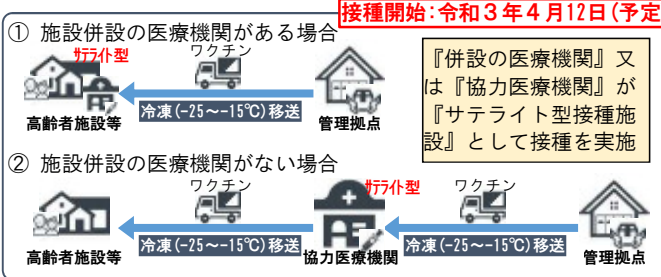 接種開始:令和3年4月12日(予定
① 施設併設の医療機関がある場合
ｻﾃﾗｲﾄ型
ワクチン
冷凍(-25～-15℃)移送
高齢者施設等
管理拠点
『併設の医療機関』又
は『協力医療機関』が
『サテライト型接種施
設』として接種を実施
② 施設併設の医療機関がない場合
ワクチン
ｻﾃﾗｲﾄ型
ワクチン
冷凍(-25～-15℃)移送
冷凍(-25～-15℃)移送
高齢者施設等
協力医療機関
管理拠点